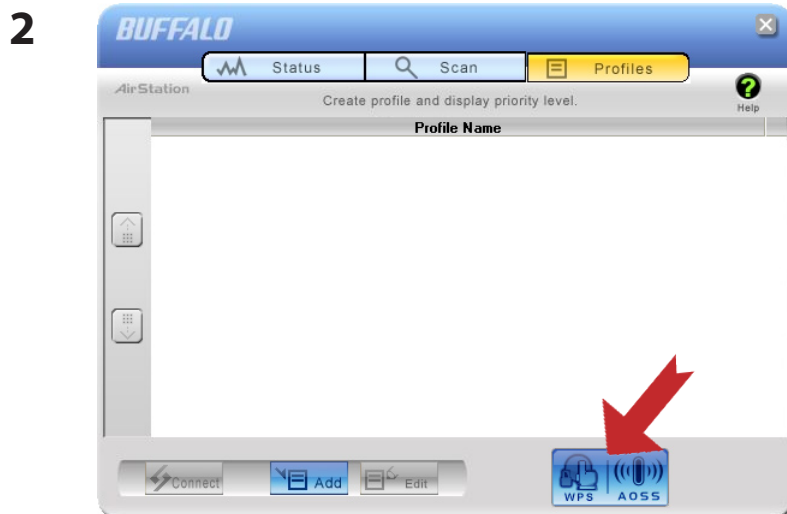 2
BUFFALO
Status Scan Profiles
AirStation
Create profile and display priority level.
Help
Profile Name
Connect Add Edit
WPS AOSS